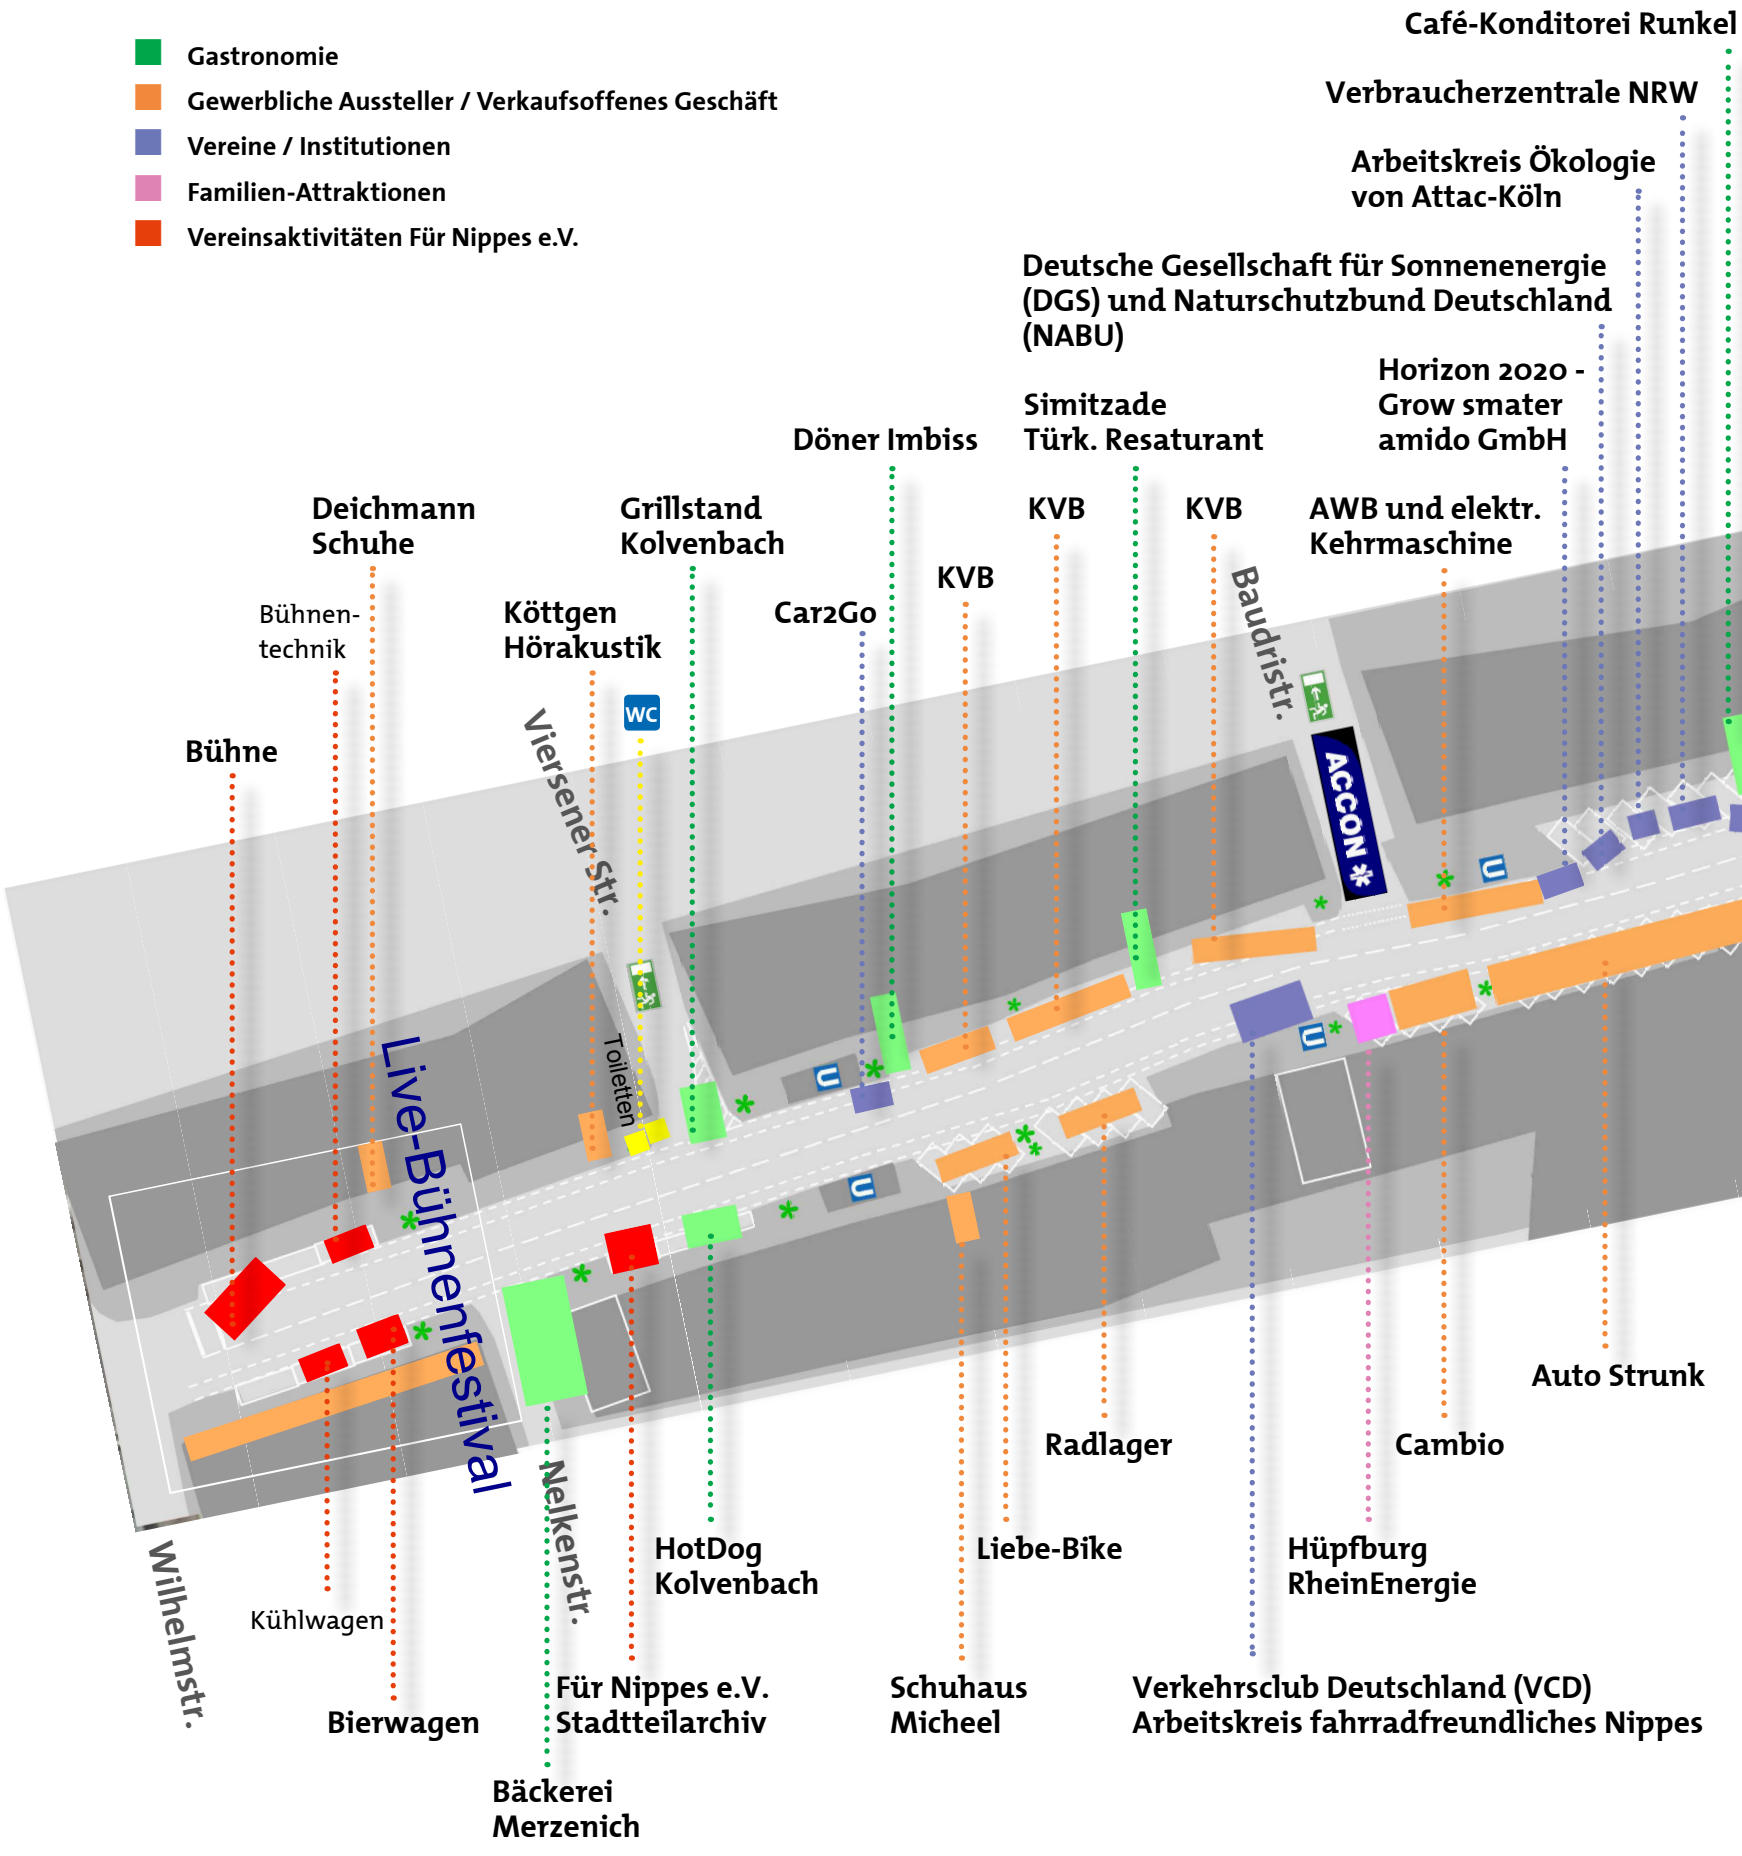 Café-Konditorei Runkel
Gastronomie
Gewerbliche Aussteller / Verkaufsoffenes Geschäft
Vereine / Institutionen
Familien-Attraktionen
Vereinsaktivitäten Für Nippes e.V.
Verbraucherzentrale NRW
Arbeitskreis Ökologie
von Attac-Köln
Deutsche Gesellschaft für Sonnenenergie
(DGS) und Naturschutzbund Deutschland
(NABU)
Horizon 2020 -
Grow smater
amido GmbH
Simitzade
Türk. Resaturant
Döner Imbiss
Deichmann
Schuhe
Grillstand
Kolvenbach
KVB
KVB
AWB und elektr.
Kehrmaschine
KVB
Car2Go
Bühnen-
technik
Köttgen
Hörakustik
WC
Bühne
Viersener Str.
Baudristr.
ACCON
Toiletten
U
U
U
U
Live-Bühnenfestival
Auto Strunk
Radlager
Cambio
Nelkenstr.
Wilhelmstr.
HotDog
Kolvenbach
Liebe-Bike
Hüpfburg
RheinEnergie
Kühlwagen
Bierwagen
Für Nippes e.V.
Stadtteilarchiv
Schuhaus
Micheel
Verkehrsclub Deutschland (VCD)
Arbeitskreis fahrradfreundliches Nippes
Bäckerei
Merzenich